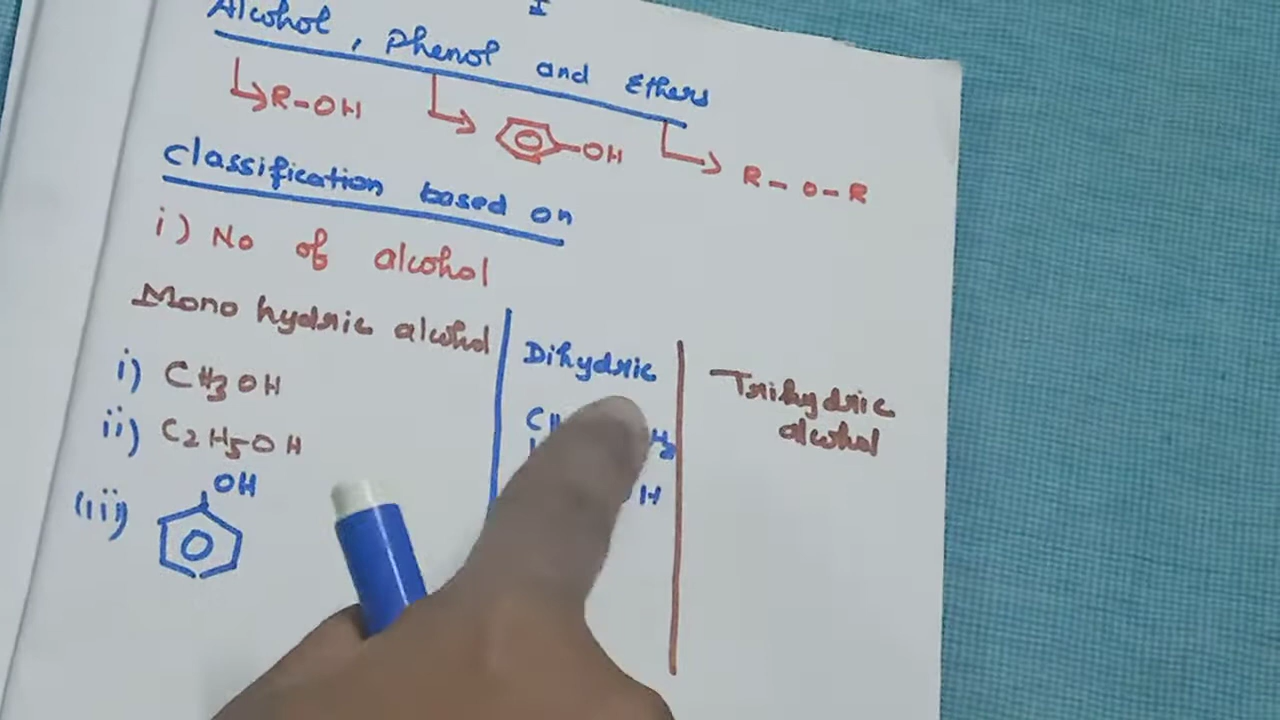 I
Alcohol, Phenol and Ethers
R-OH
-OH
R-O-R
Classification based on
i) No of alcohol
Mono hydric alcohol
Dihydric
Trihydric
alcohol
i) CH3OH
ii) C2H5OH
(iii)
OH